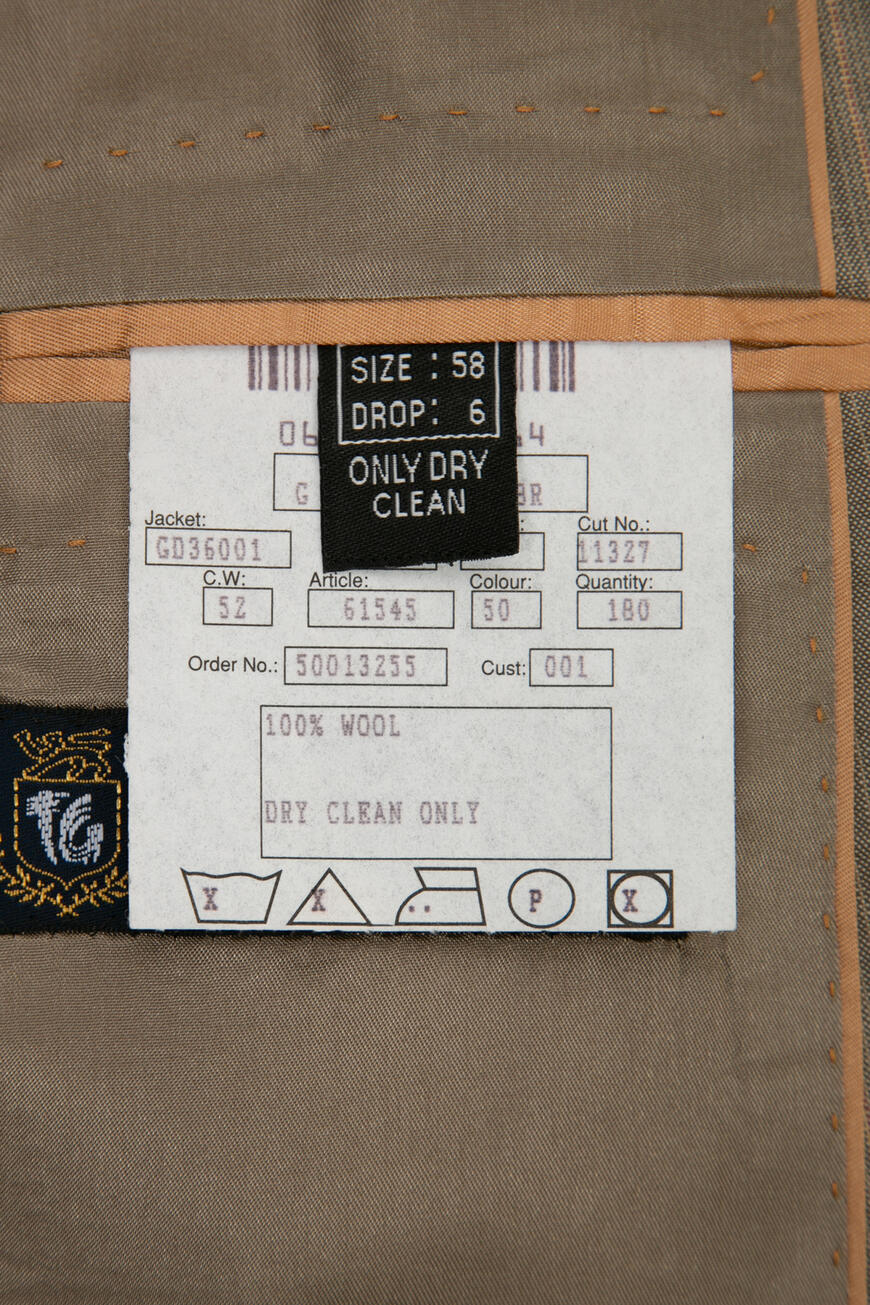 SIZE : 58
DROP: 6
ONLY DRY
CLEAN
Jacket:
GD36001
Cut No.:
11327
C.W:
52
Article:
61545
Colour:
50
Quantity:
180
Order No.: 50013255
Cust: 001
100% WOOL
DRY CLEAN ONLY
X X P X
TG